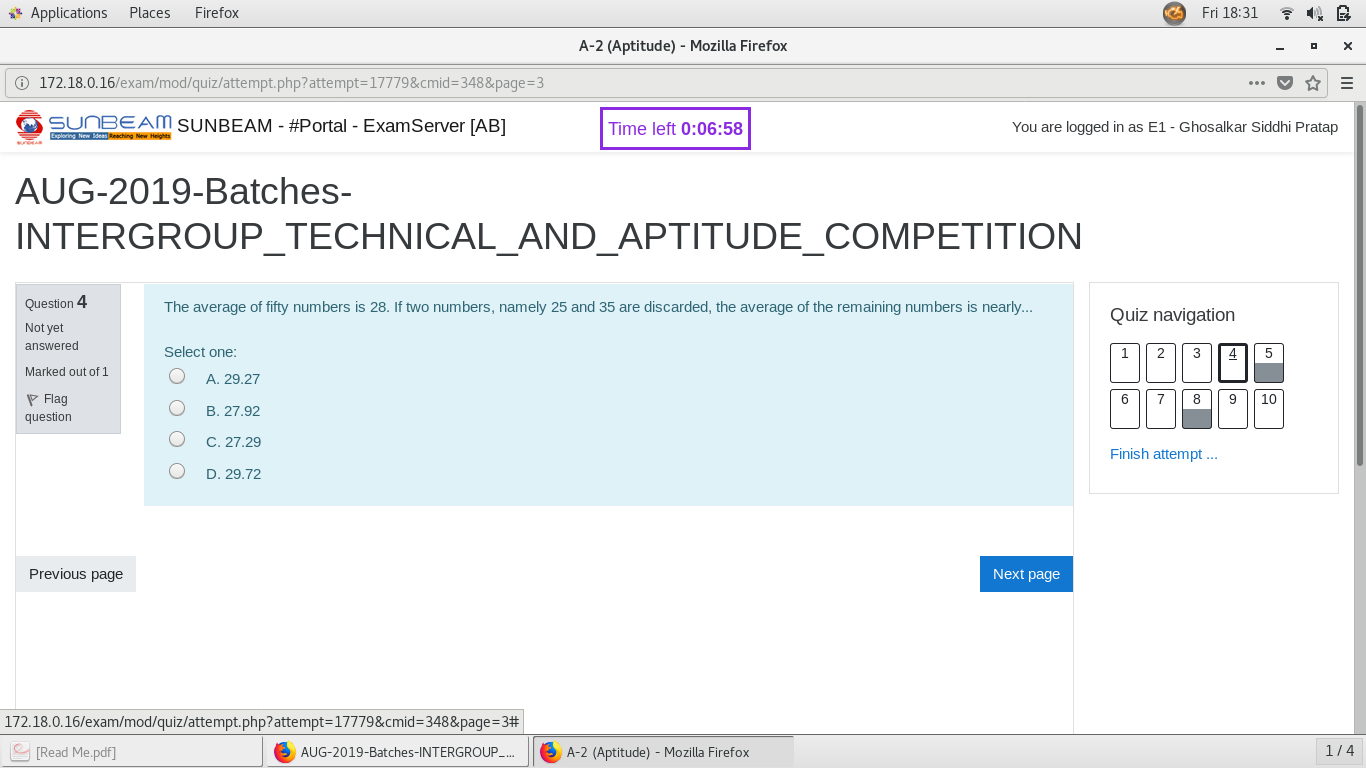 Applications Places Firefox Fri 18:31
A-2 (Aptitude) - Mozilla Firefox
172.18.0.16/exam/mod/quiz/attempt.php?attempt=17779&cmid=348&page=3
SUNBEAM
Exploring New Ideas Reaching New Heights
SUNBEAM - #Portal - ExamServer [AB]
Time left 0:06:58
You are logged in as E1 - Ghosalkar Siddhi Pratap
AUG-2019-Batches-
INTERGROUP_TECHNICAL_AND_APTITUDE_COMPETITION
Question 4
Not yet
answered
Marked out of 1
Flag
question
The average of fifty numbers is 28. If two numbers, namely 25 and 35 are discarded, the average of the remaining numbers is nearly...
Select one:
A. 29.27
B. 27.92
C. 27.29
D. 29.72
Previous page
Next page
Quiz navigation
1 2 3 4 5
6 7 8 9 10
Finish attempt ...
172.18.0.16/exam/mod/quiz/attempt.php?attempt=17779&cmid=348&page=3#
[Read Me.pdf]
AUG-2019-Batches-INTERGROUP_...
A-2 (Aptitude) - Mozilla Firefox
1 / 4